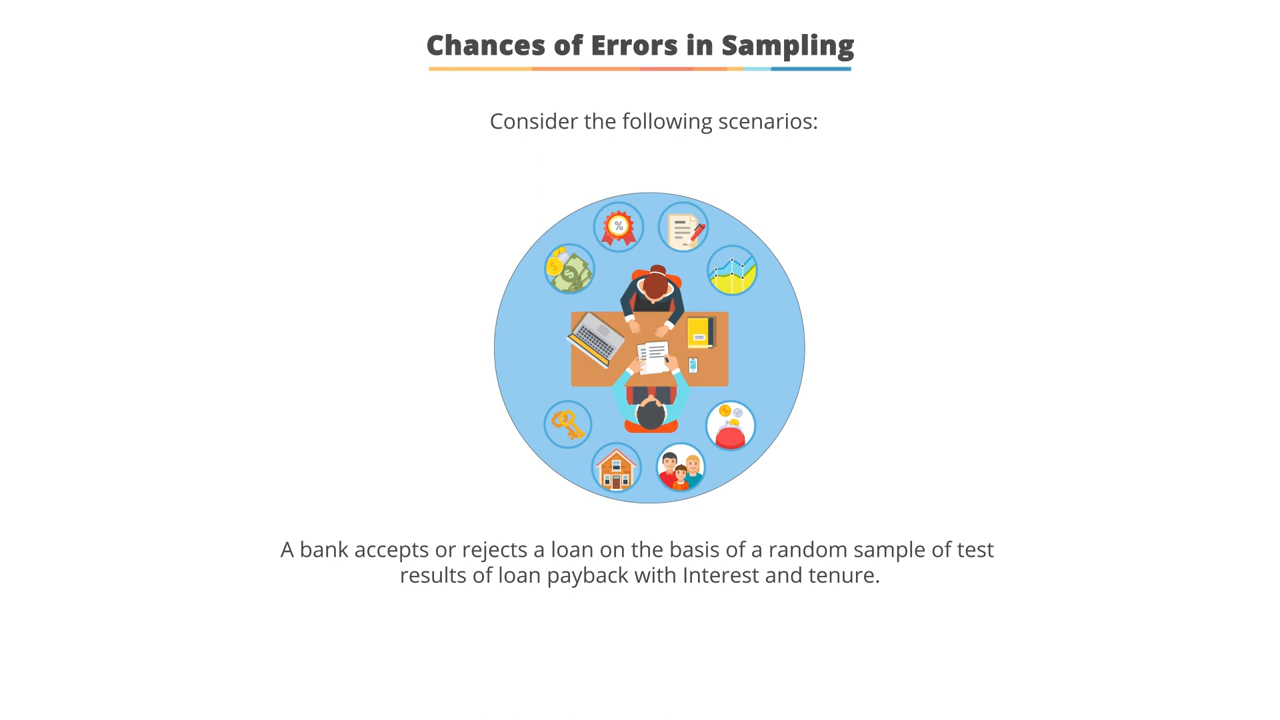 Chances of Errors in Sampling
Consider the following scenarios:
%
$
$
A bank accepts or rejects a loan on the basis of a random sample of test
results of loan payback with Interest and tenure.